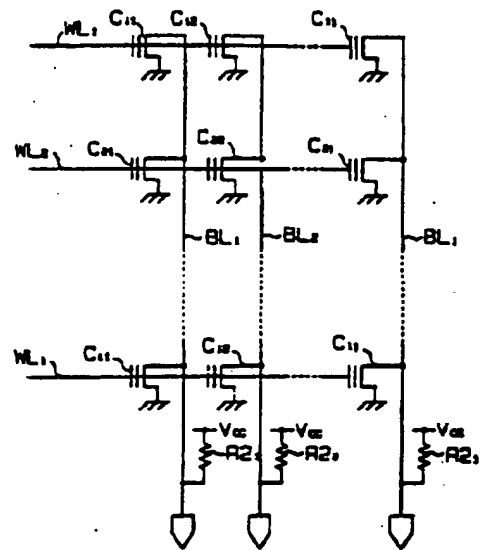 WL₁ C₁₁ C₁₂ C₁₁
WL₂ C₂₁ C₂₂ C₂₁
BL₁ BL₂ BL₁
WL₁ C₁₁ C₁₂ C₁₁
Vcc Vcc Vcc
R2₁ R2₂ R2₃